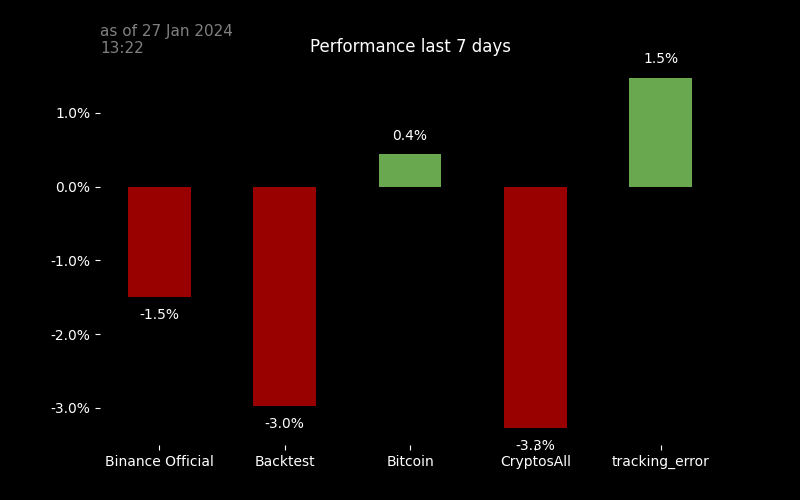 as of 27 Jan 2024
13:22
Performance last 7 days
1.5%
1.0%
0.4%
0.0%
-1.0%
-1.5%
-2.0%
-3.0%
-3.0%
-3.3%
Binance Official
Backtest
Bitcoin
CryptosAll
tracking_error